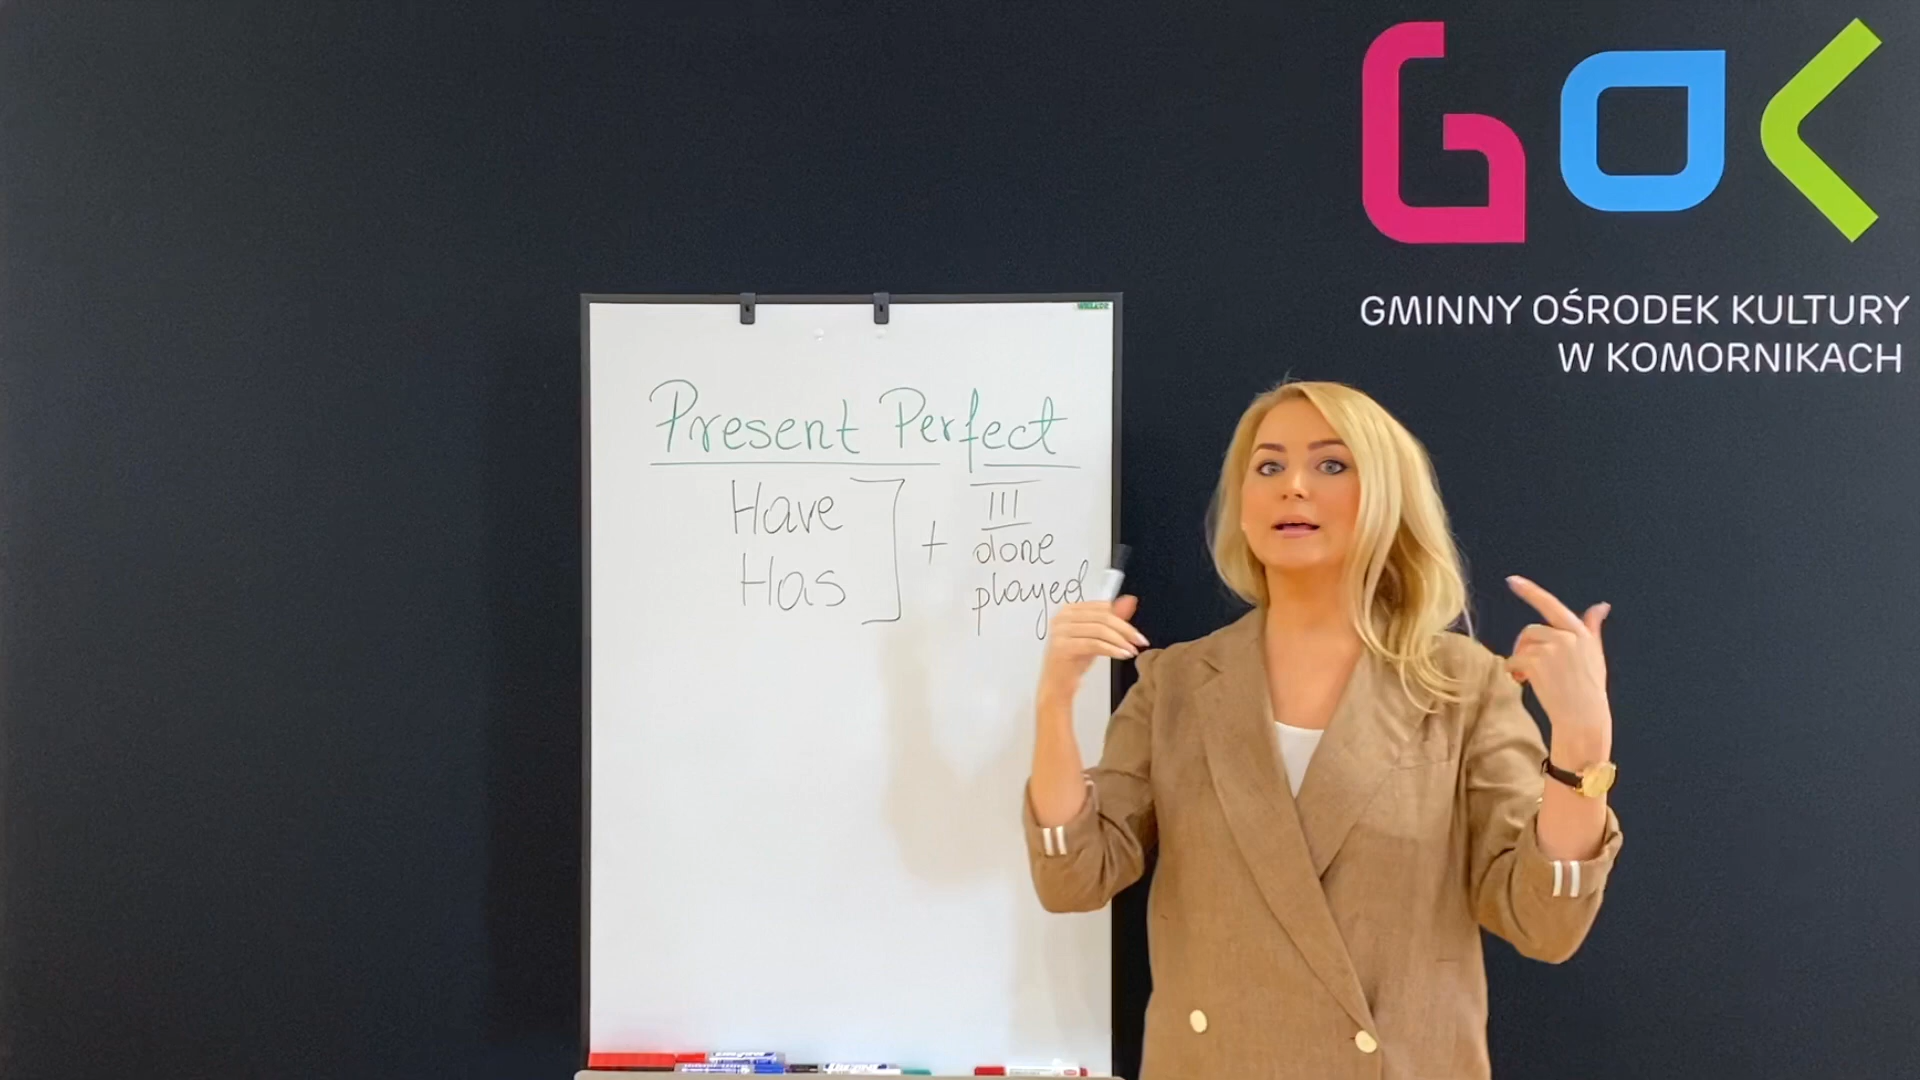 GOK
GMINNY OŚRODEK KULTURY
W KOMORNIKACH
Present Perfect
Have
Has
] + III
done
played